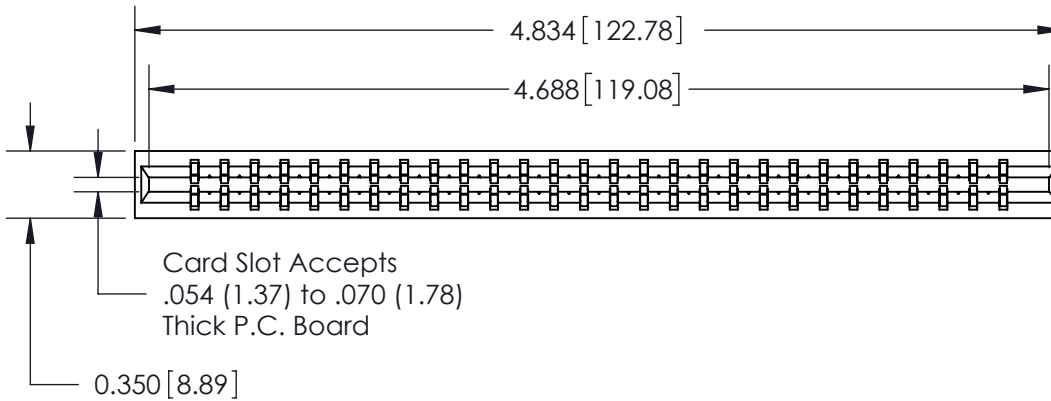 4.834 [122.78]
4.688 [119.08]
Card Slot Accepts
.054 (1.37) to .070 (1.78)
Thick P.C. Board
0.350 [8.89]